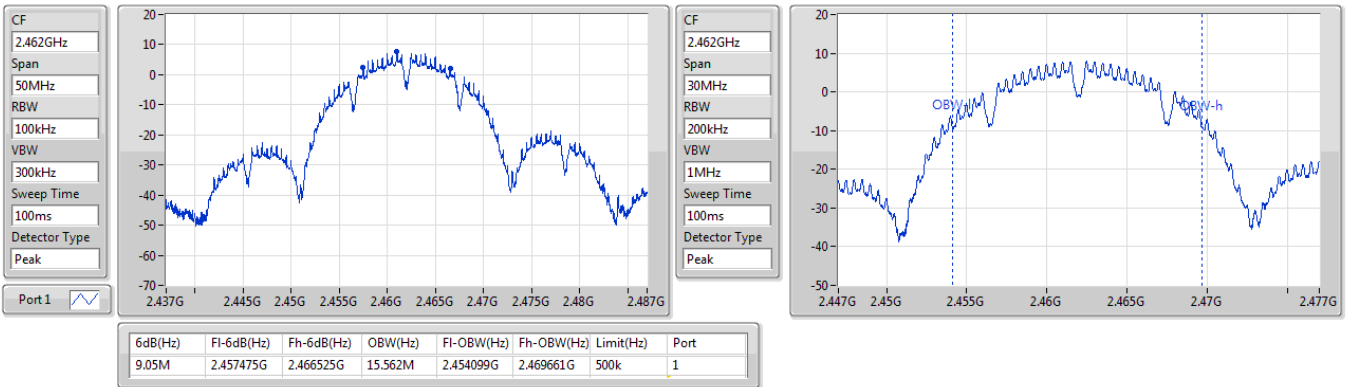 CF
2.462GHz
Span
50MHz
RBW
100kHz
VBW
300kHz
Sweep Time
100ms
Detector Type
Peak
Port 1
20
10
0
-10
-20
-30
-40
-50
-60
-70
2.437G 2.445G 2.45G 2.455G 2.46G 2.465G 2.47G 2.475G 2.48G 2.487G
CF
2.462GHz
Span
30MHz
RBW
200kHz
VBW
1MHz
Sweep Time
100ms
Detector Type
Peak
20
10
0
-10
-20
-30
-40
-50
OBW-h
2.447G 2.45G 2.455G 2.46G 2.465G 2.47G 2.477G
6dB(Hz) Fl-6dB(Hz) Fh-6dB(Hz) OBW(Hz) Fl-OBW(Hz) Fh-OBW(Hz) Limit(Hz) Port
9.05M 2.457475G 2.466525G 15.562M 2.454099G 2.469661G 500k 1